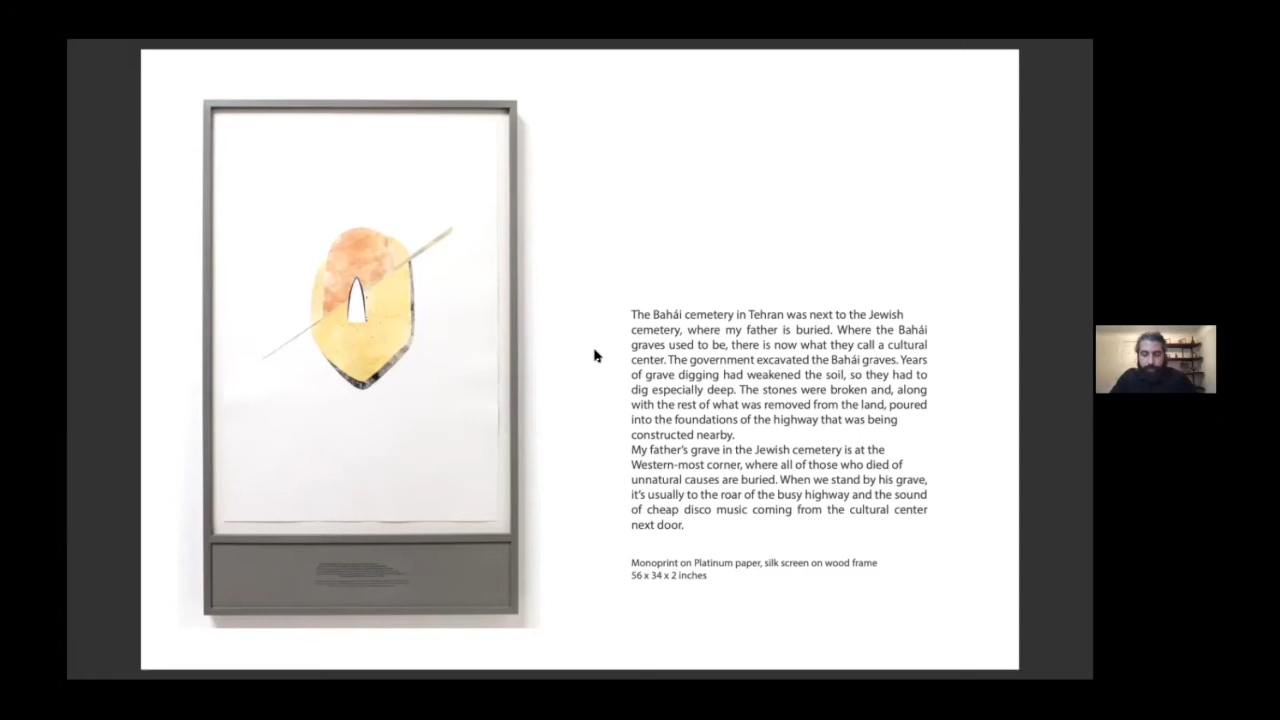 The Bahái cemetery in Tehran was next to the Jewish
cemetery, where my father is buried. Where the Bahái
graves used to be, there is now what they call a cultural
center. The government excavated the Bahái graves. Years
of grave digging had weakened the soil, so they had to
dig especially deep. The stones were broken and, along
with the rest of what was removed from the land, poured
into the foundations of the highway that was being
constructed nearby.
My father's grave in the Jewish cemetery is at the
Western-most corner, where all of those who died of
unnatural causes are buried. When we stand by his grave,
it's usually to the roar of the busy highway and the sound
of cheap disco music coming from the cultural center
next door.
Monoprint on Platinum paper, silk screen on wood frame
56 x 34 x 2 inches